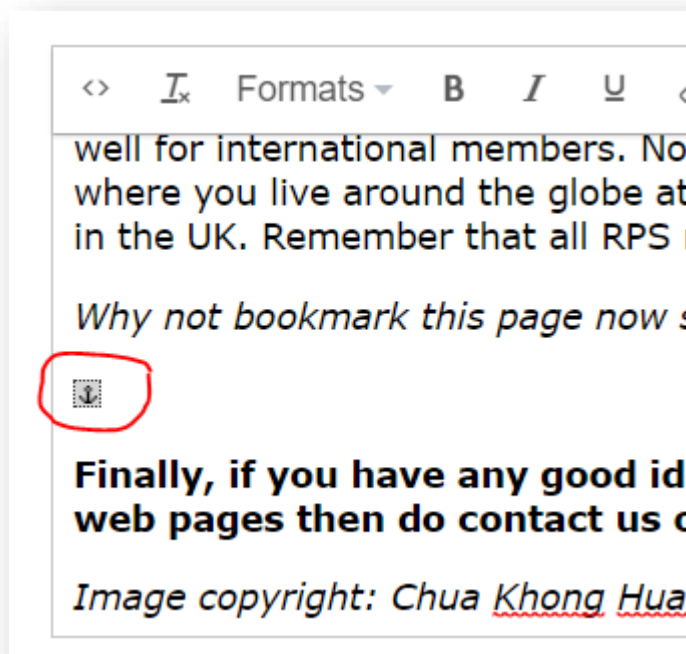 <> Tx Formats B I U
well for international members. No
where you live around the globe at
in the UK. Remember that all RPS
Why not bookmark this page now s
Finally, if you have any good id
web pages then do contact us
Image copyright: Chua Khong Hua